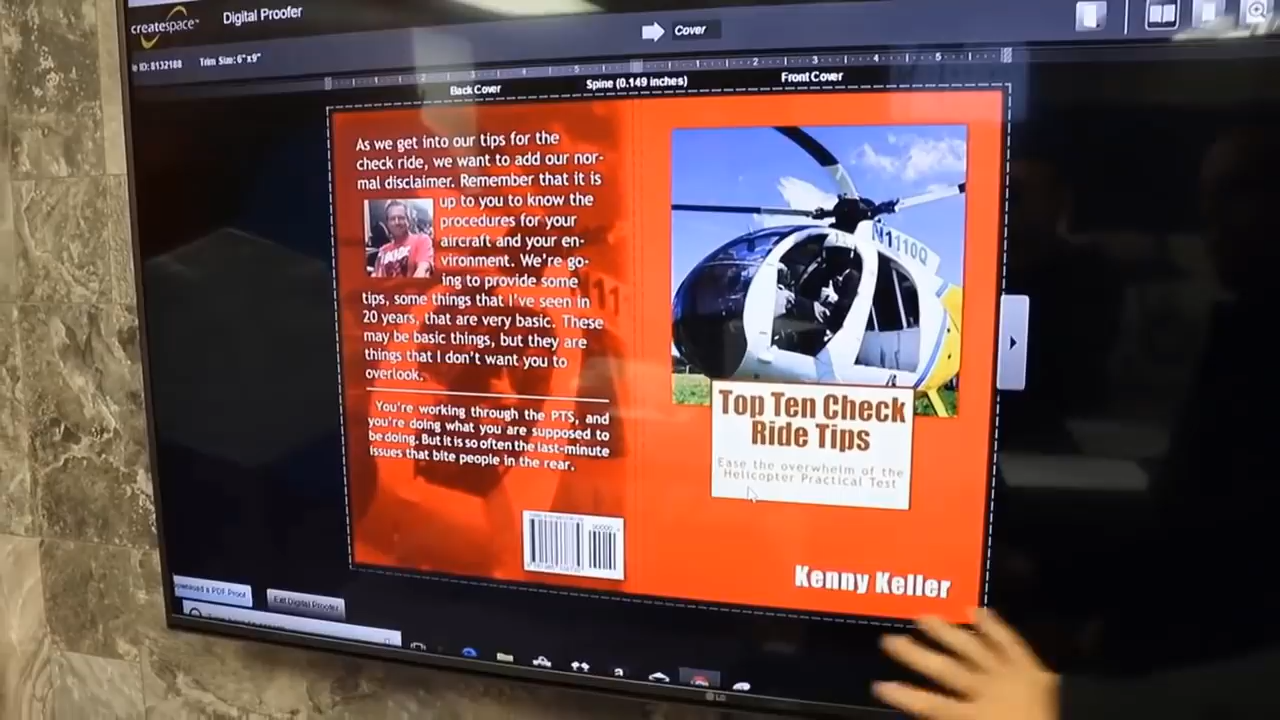 createspace
Digital Proofer
Cover
ID: 8132188
Trim Size: 6"x9"
Back Cover
Spine (0.149 inches)
Front Cover
As we get into our tips for the
check ride, we want to add our nor-
mal disclaimer. Remember that it is
up to you to know the
procedures for your
aircraft and your en-
vironment. We're go-
ing to provide some
tips, some things that I've seen in
20 years, that are very basic. These
may be basic things, but they are
things that I don't want you to
overlook.
You're working through the PTS, and
you're doing what you are supposed to
be doing. But it is so often the last-minute
issues that bite people in the rear.
N1110Q
Top Ten Check
Ride Tips
Ease the overwhelm of the
Helicopter Practical Test
Kenny Keller
Download a PDF Proof
Exit Digital Proofer
LG